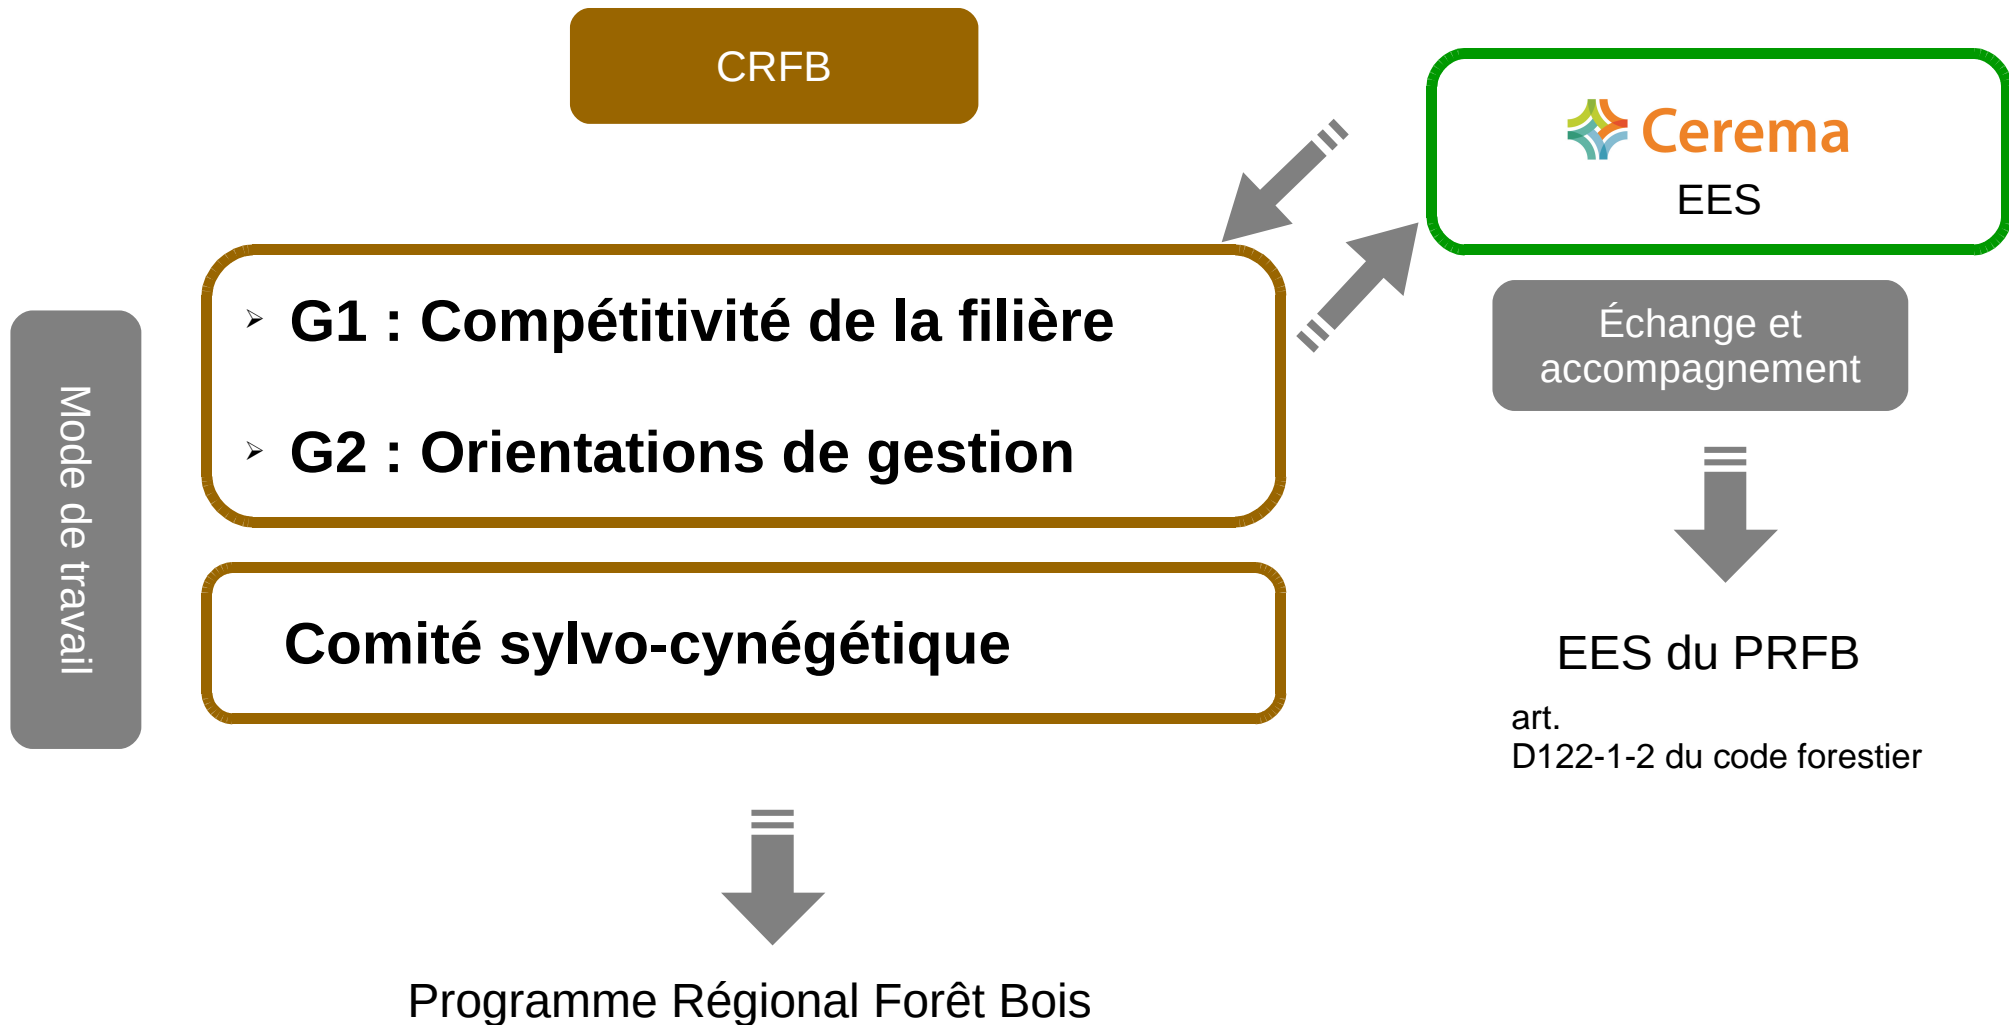 CRFB
Cerema
EES
Mode de travail
➢ G1 : Compétitivité de la filière
➢ G2 : Orientations de gestion
Échange et
accompagnement
Comité sylvo-cynégétique
EES du PRFB
art.
D122-1-2 du code forestier
Programme Régional Forêt Bois